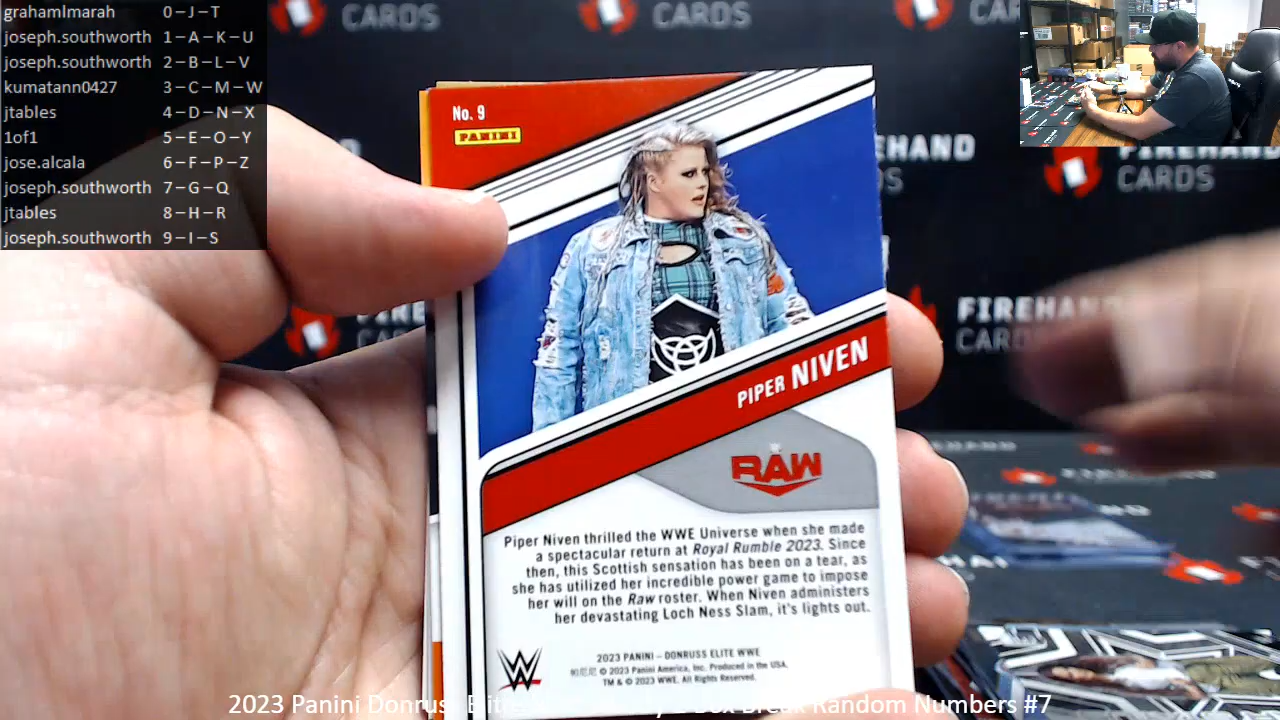 grahamlmarah 0-J-T
joseph.southworth 1-A-K-U
joseph.southworth 2-B-L-V
kumatann0427 3-C-M-W
jtables 4-D-N-X
1of1 5-E-O-Y
jose.alcala 6-F-P-Z
joseph.southworth 7-G-Q
jtables 8-H-R
joseph.southworth 9-I-S
CARDS
CARDS
CARDS
FIREHAND
CARDS
FIREHAND
CARDS
No. 9
PANINI
PIPER NIVEN
RAW
Piper Niven thrilled the WWE Universe when she made
a spectacular return at Royal Rumble 2023. Since
then, this Scottish sensation has been on a tear, as
she has utilized her incredible power game to impose
her will on the Raw roster. When Niven administers
her devastating Loch Ness Slam, it's lights out.
W
2023 PANINI – DONRUSS ELITE WWE
© 2023 Panini America, Inc. Produced in the USA.
TM & © 2023 WWE. All Rights Reserved.
2023 Panini Donruss Elite Box Break Random Numbers #7